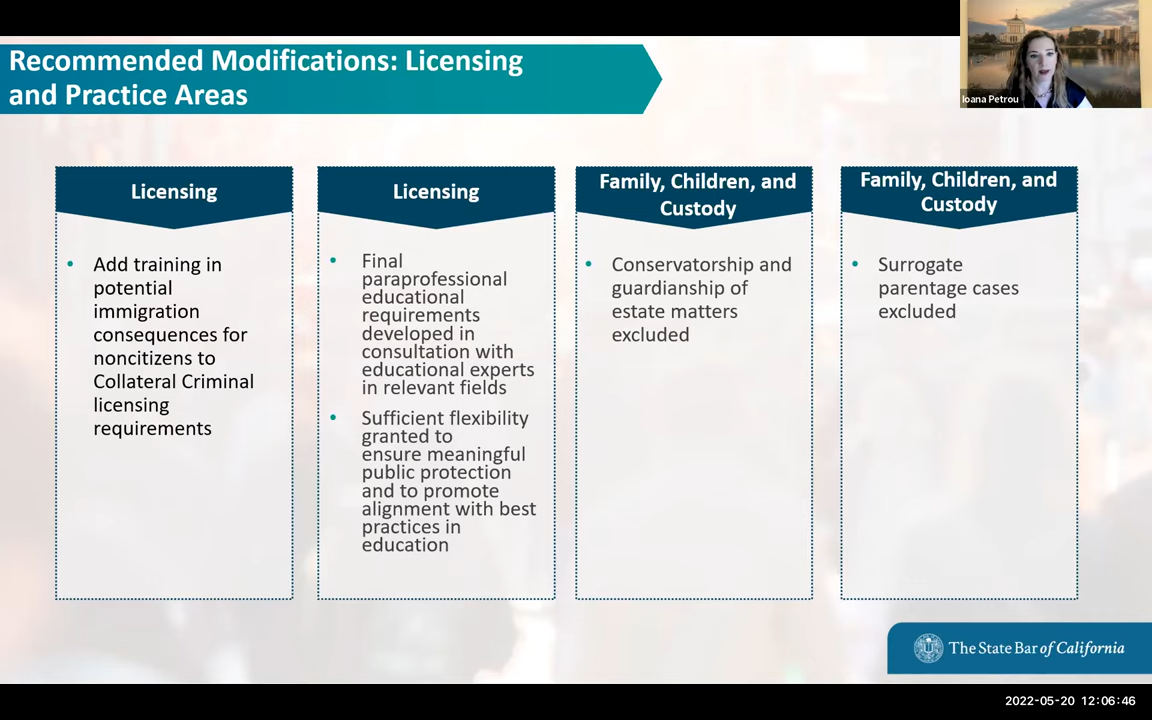 Recommended Modifications: Licensing
and Practice Areas
Ioana Petrou
Licensing
• Add training in
potential
immigration
consequences for
noncitizens to
Collateral Criminal
licensing
requirements
Licensing
• Final
paraprofessional
educational
requirements
developed in
consultation with
educational experts
in relevant fields
• Sufficient flexibility
granted to
ensure meaningful
public protection
and to promote
alignment with best
practices in
education
Family, Children, and
Custody
• Conservatorship and
guardianship of
estate matters
excluded
Family, Children, and
Custody
• Surrogate
parentage cases
excluded
The State Bar of California
2022-05-20 12:06:46